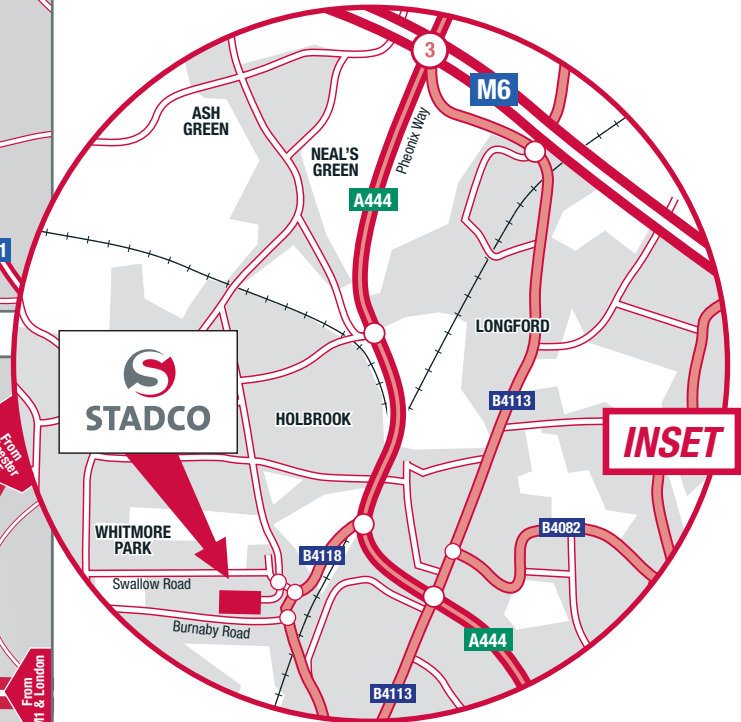 3
M6
ASH
GREEN
NEAL'S
GREEN
Pheonix Way
A444
1
LONGFORD
STADCO
B4113
HOLBROOK
INSET
From
WHITMORE
PARK
B4118
B4082
Swallow Road
Burnaby Road
A444
From
& London
B4113